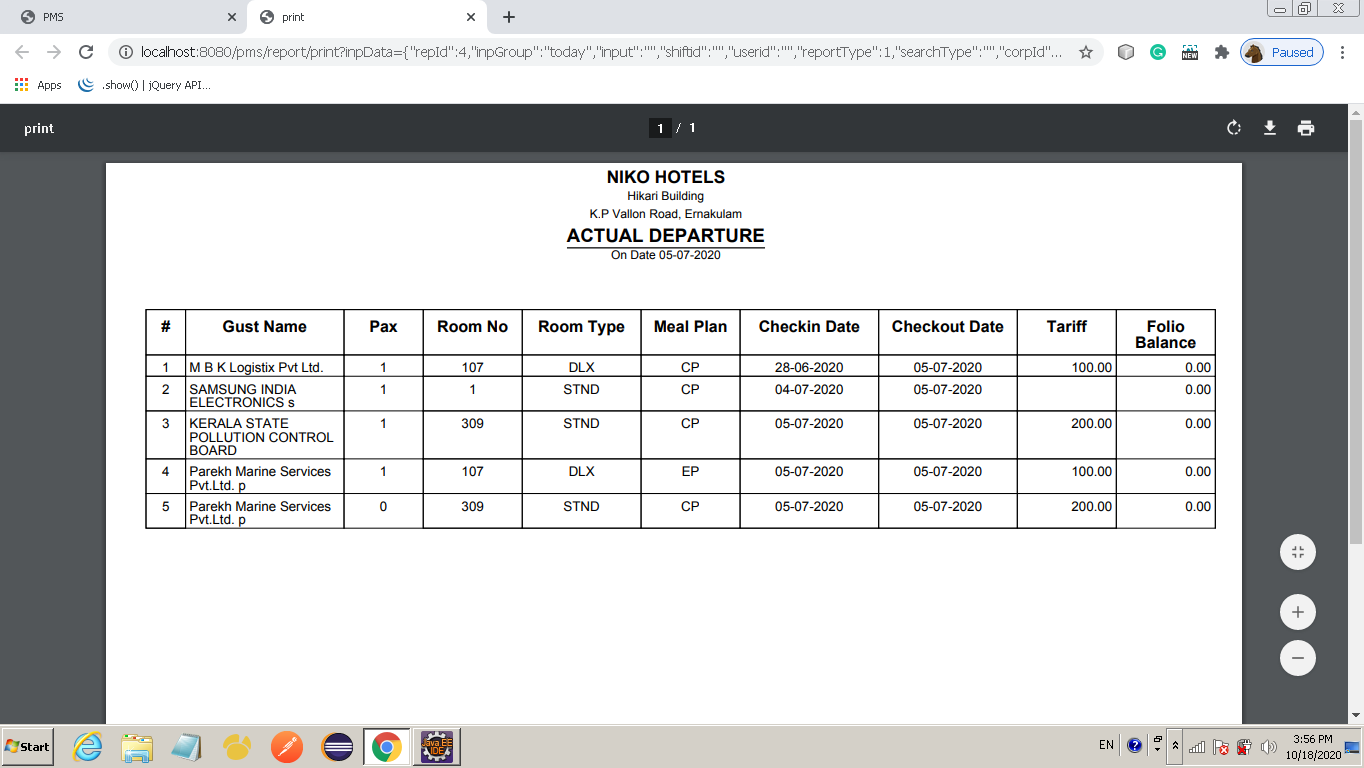 PMS
print
localhost:8080/pms/report/print?inpData={"repId":4,"inpGroup":"today","input":"","shiftid":"","userid":"","reportType":1,"searchType":"","corpId"...
NEW
Paused
Apps
.show() | jQuery API...
print
1 / 1
NIKO HOTELS
Hikari Building
K.P Vallon Road, Ernakulam
ACTUAL DEPARTURE
On Date 05-07-2020
# Gust Name Pax Room No Room Type Meal Plan Checkin Date Checkout Date Tariff Folio
Balance
1 M B K Logistix Pvt Ltd. 1 107 DLX CP 28-06-2020 05-07-2020 100.00 0.00
2 SAMSUNG INDIA 1 1 STND CP 04-07-2020 05-07-2020 0.00
ELECTRONICS s
3 KERALA STATE 1 309 STND CP 05-07-2020 05-07-2020 200.00 0.00
POLLUTION CONTROL
BOARD
4 Parekh Marine Services 1 107 DLX EP 05-07-2020 05-07-2020 100.00 0.00
Pvt.Ltd. p
5 Parekh Marine Services 0 309 STND CP 05-07-2020 05-07-2020 200.00 0.00
Pvt.Ltd. p
Start
Java EE
IDE
EN
3:56 PM
10/18/2020